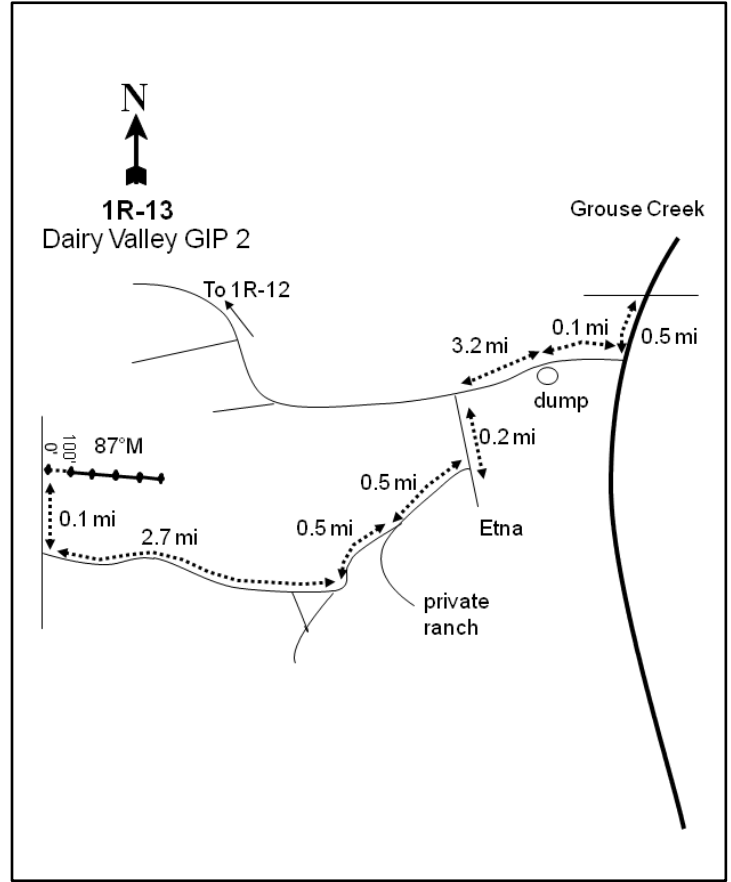 N
1R-13
Dairy Valley GIP 2
Grouse Creek
To 1R-12
3.2 mi
0.1 mi
0.5 mi
dump
0.2 mi
0.5 mi
Etna
0.5 mi
private
ranch
100'
0'
87°M
0.1 mi
2.7 mi